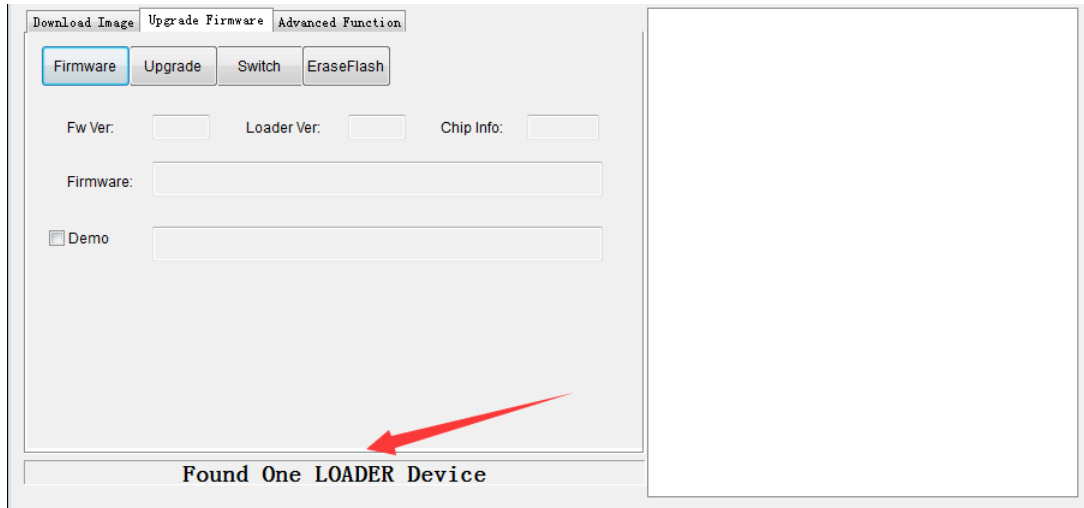 Download Image Upgrade Firmware Advanced Function
Firmware Upgrade Switch EraseFlash
Fw Ver: Loader Ver: Chip Info:
Firmware:
Demo
Found One LOADER Device